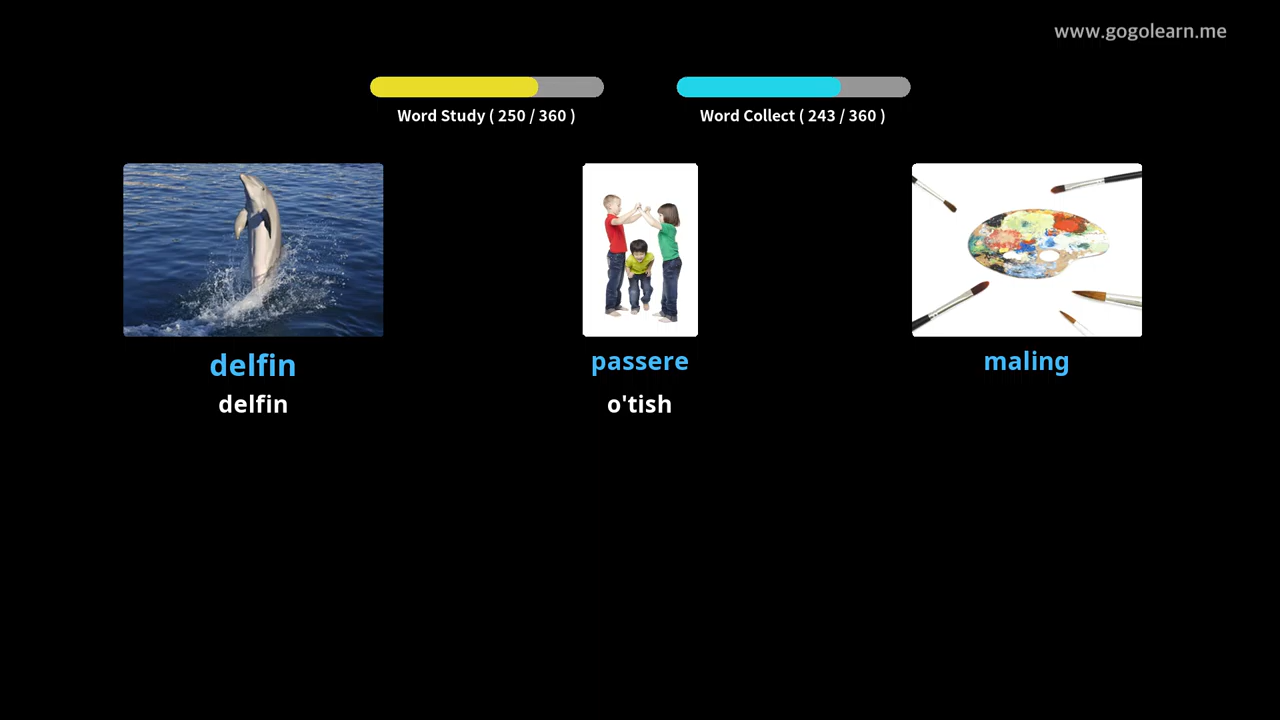 www.gogolearn.me
Word Study ( 250 / 360 )
Word Collect ( 243 / 360 )
delfin
delfin
passere
o'tish
maling